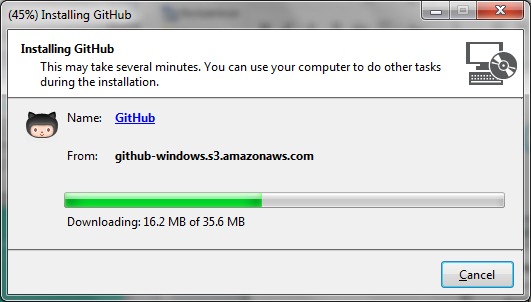 (45%) Installing GitHub
Installing GitHub
This may take several minutes. You can use your computer to do other tasks
during the installation.
Name: GitHub
From: github-windows.s3.amazonaws.com
Downloading: 16.2 MB of 35.6 MB
Cancel